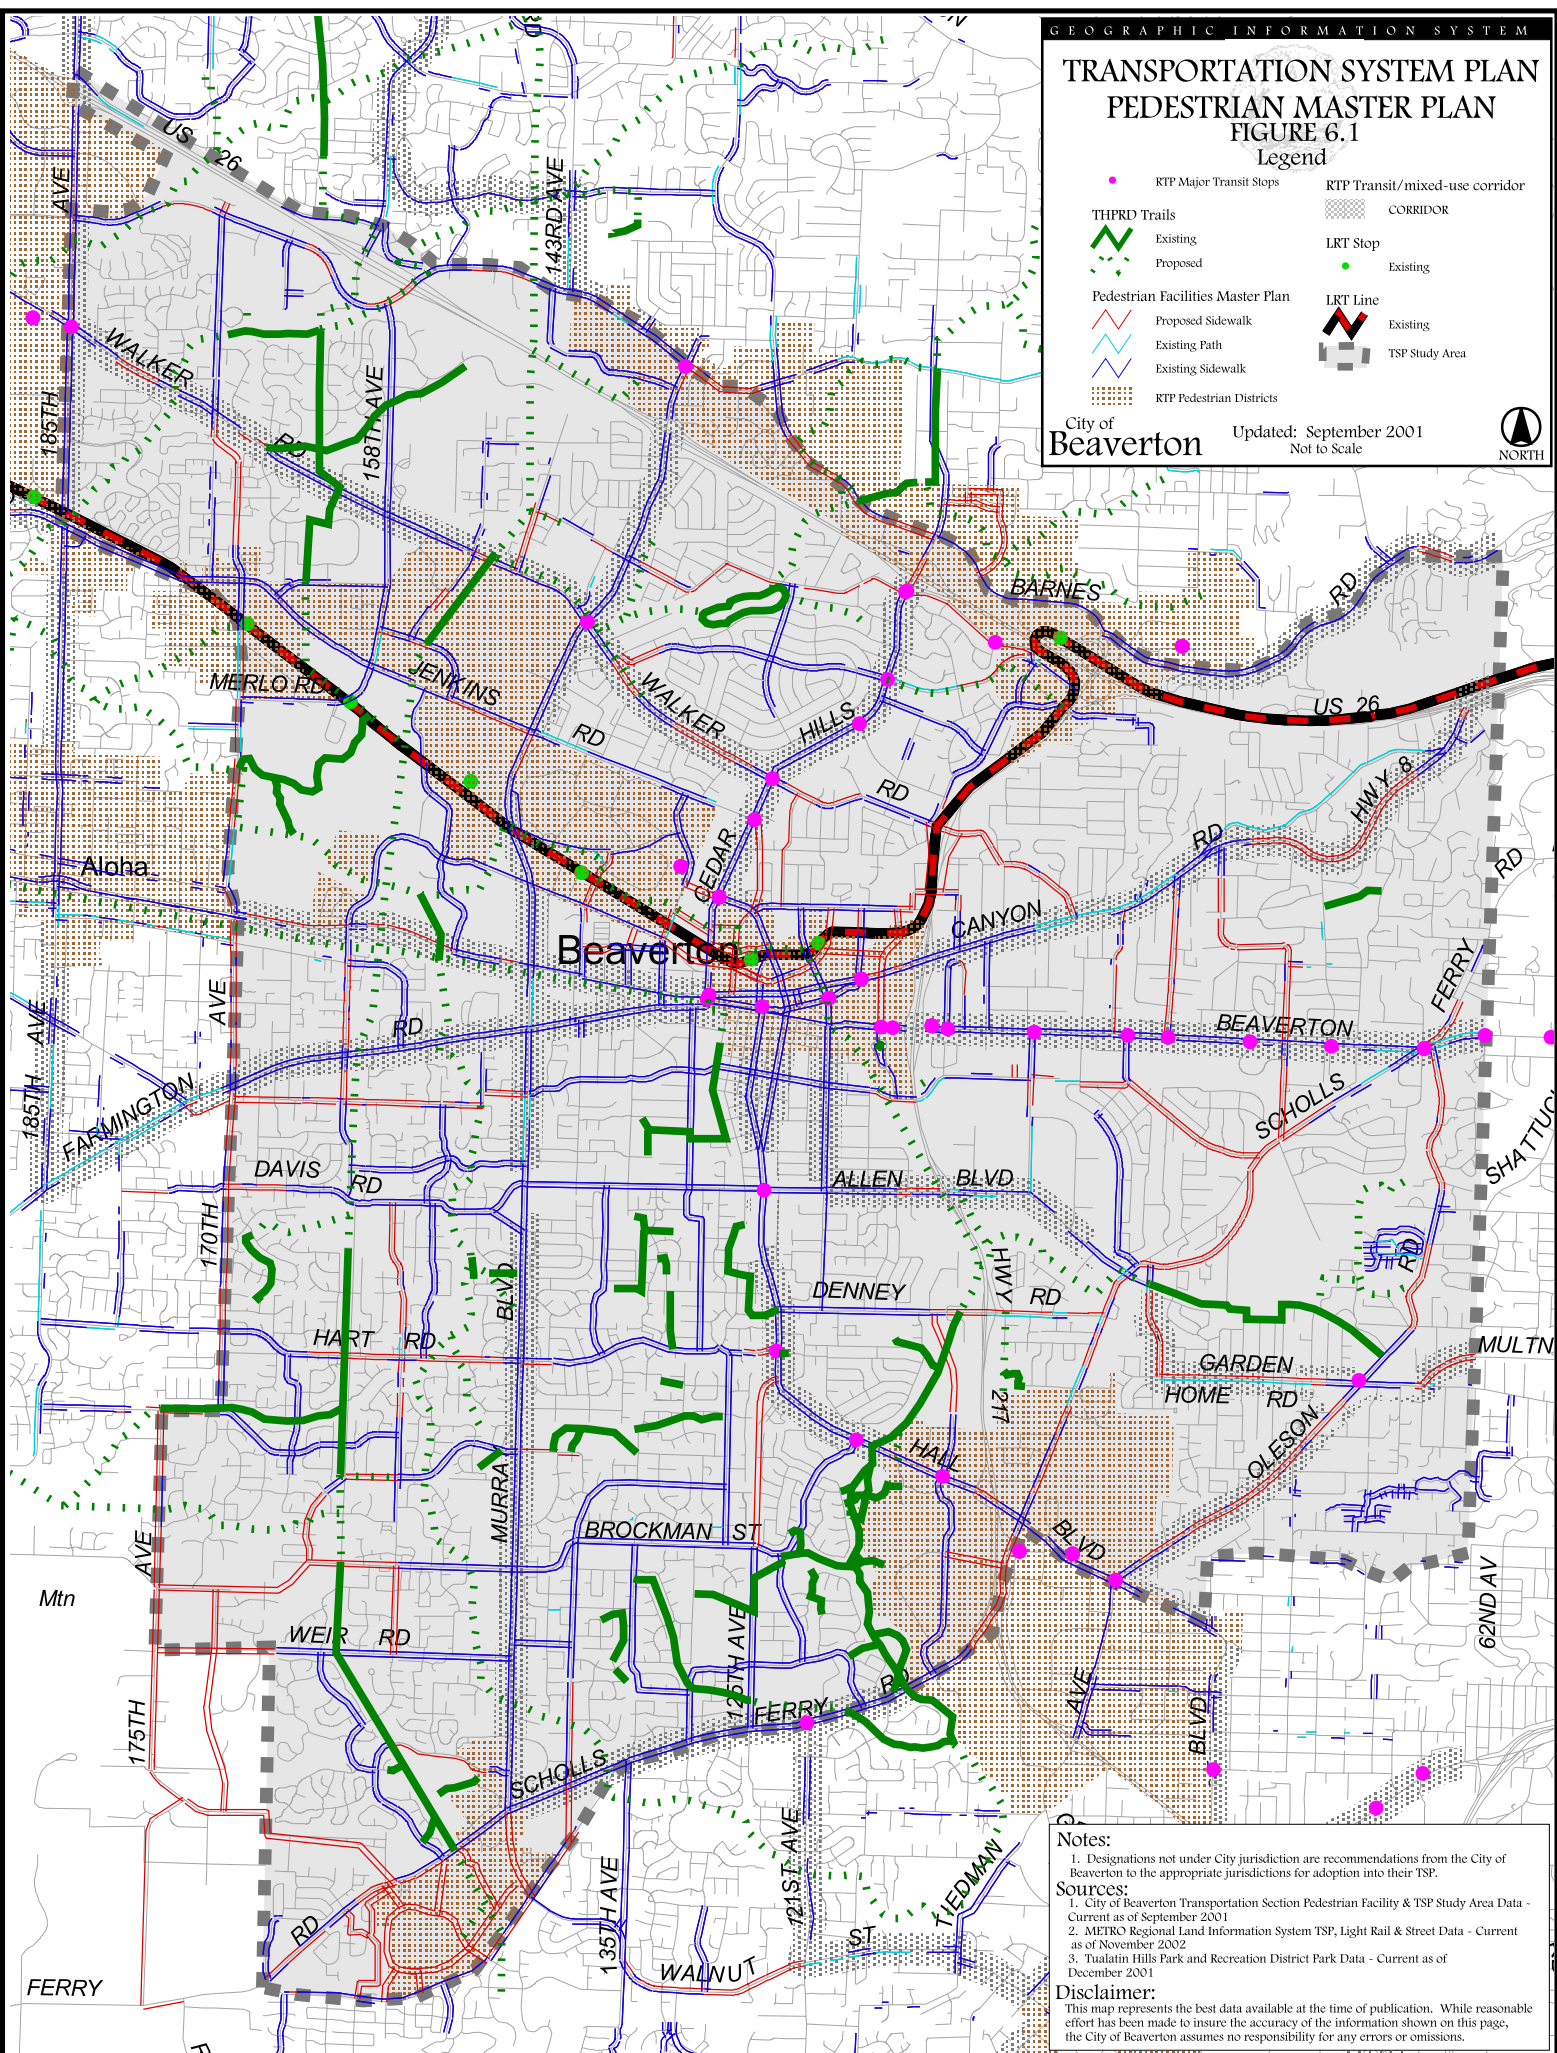 GEOGRAPHIC INFORMATION SYSTEM
TRANSPORTATION SYSTEM PLAN
PEDESTRIAN MASTER PLAN
FIGURE 6.1
Legend
RTP Major Transit Stops
THPRD Trails
Existing
Proposed
Pedestrian Facilities Master Plan
Proposed Sidewalk
Existing Path
Existing Sidewalk
RTP Pedestrian Districts
RTP Transit/mixed-use corridor
CORRIDOR
LRT Stop
Existing
LRT Line
Existing
TSP Study Area
City of
Beaverton
Updated: September 2001
Not to Scale
NORTH
US 26
AVE
143RD AVE
WALKER
RD
185TH
158TH AVE
BARNES
RD
MERLO RD
JENKINS
RD
WALKER
HILLS
RD
US 26
HWY 8
RD
RD
Aloha
CEDAR
CANYON
Beaverton
FERRY
AVE
AVE
RD
BEAVERTON
185TH
FARMINGTON
SCHOLLS
SHATTUCK
DAVIS
RD
ALLEN
BLVD
170TH
HWY
RD
BLVD
DENNEY
RD
HART
RD
MULTN
GARDEN
HOME
RD
217
HALL
OLESON
MURRA
BROCKMAN ST
BLVD
AVE
Mtn
62ND AV
WEIR
RD
125TH AVE
RD
AVE
BLVD
175TH
FERRY
SCHOLLS
121ST AVE
TIEDMAN
135TH AVE
RD
ST
WALNUT
FERRY
Notes:
1. Designations not under City jurisdiction are recommendations from the City of
Beaverton to the appropriate jurisdictions for adoption into their TSP.
Sources:
1. City of Beaverton Transportation Section Pedestrian Facility & TSP Study Area Data -
Current as of September 2001
2. METRO Regional Land Information System TSP, Light Rail & Street Data - Current
as of November 2002
3. Tualatin Hills Park and Recreation District Park Data - Current as of
December 2001
Disclaimer:
This map represents the best data available at the time of publication. While reasonable
effort has been made to insure the accuracy of the information shown on this page,
the City of Beaverton assumes no responsibility for any errors or omissions.